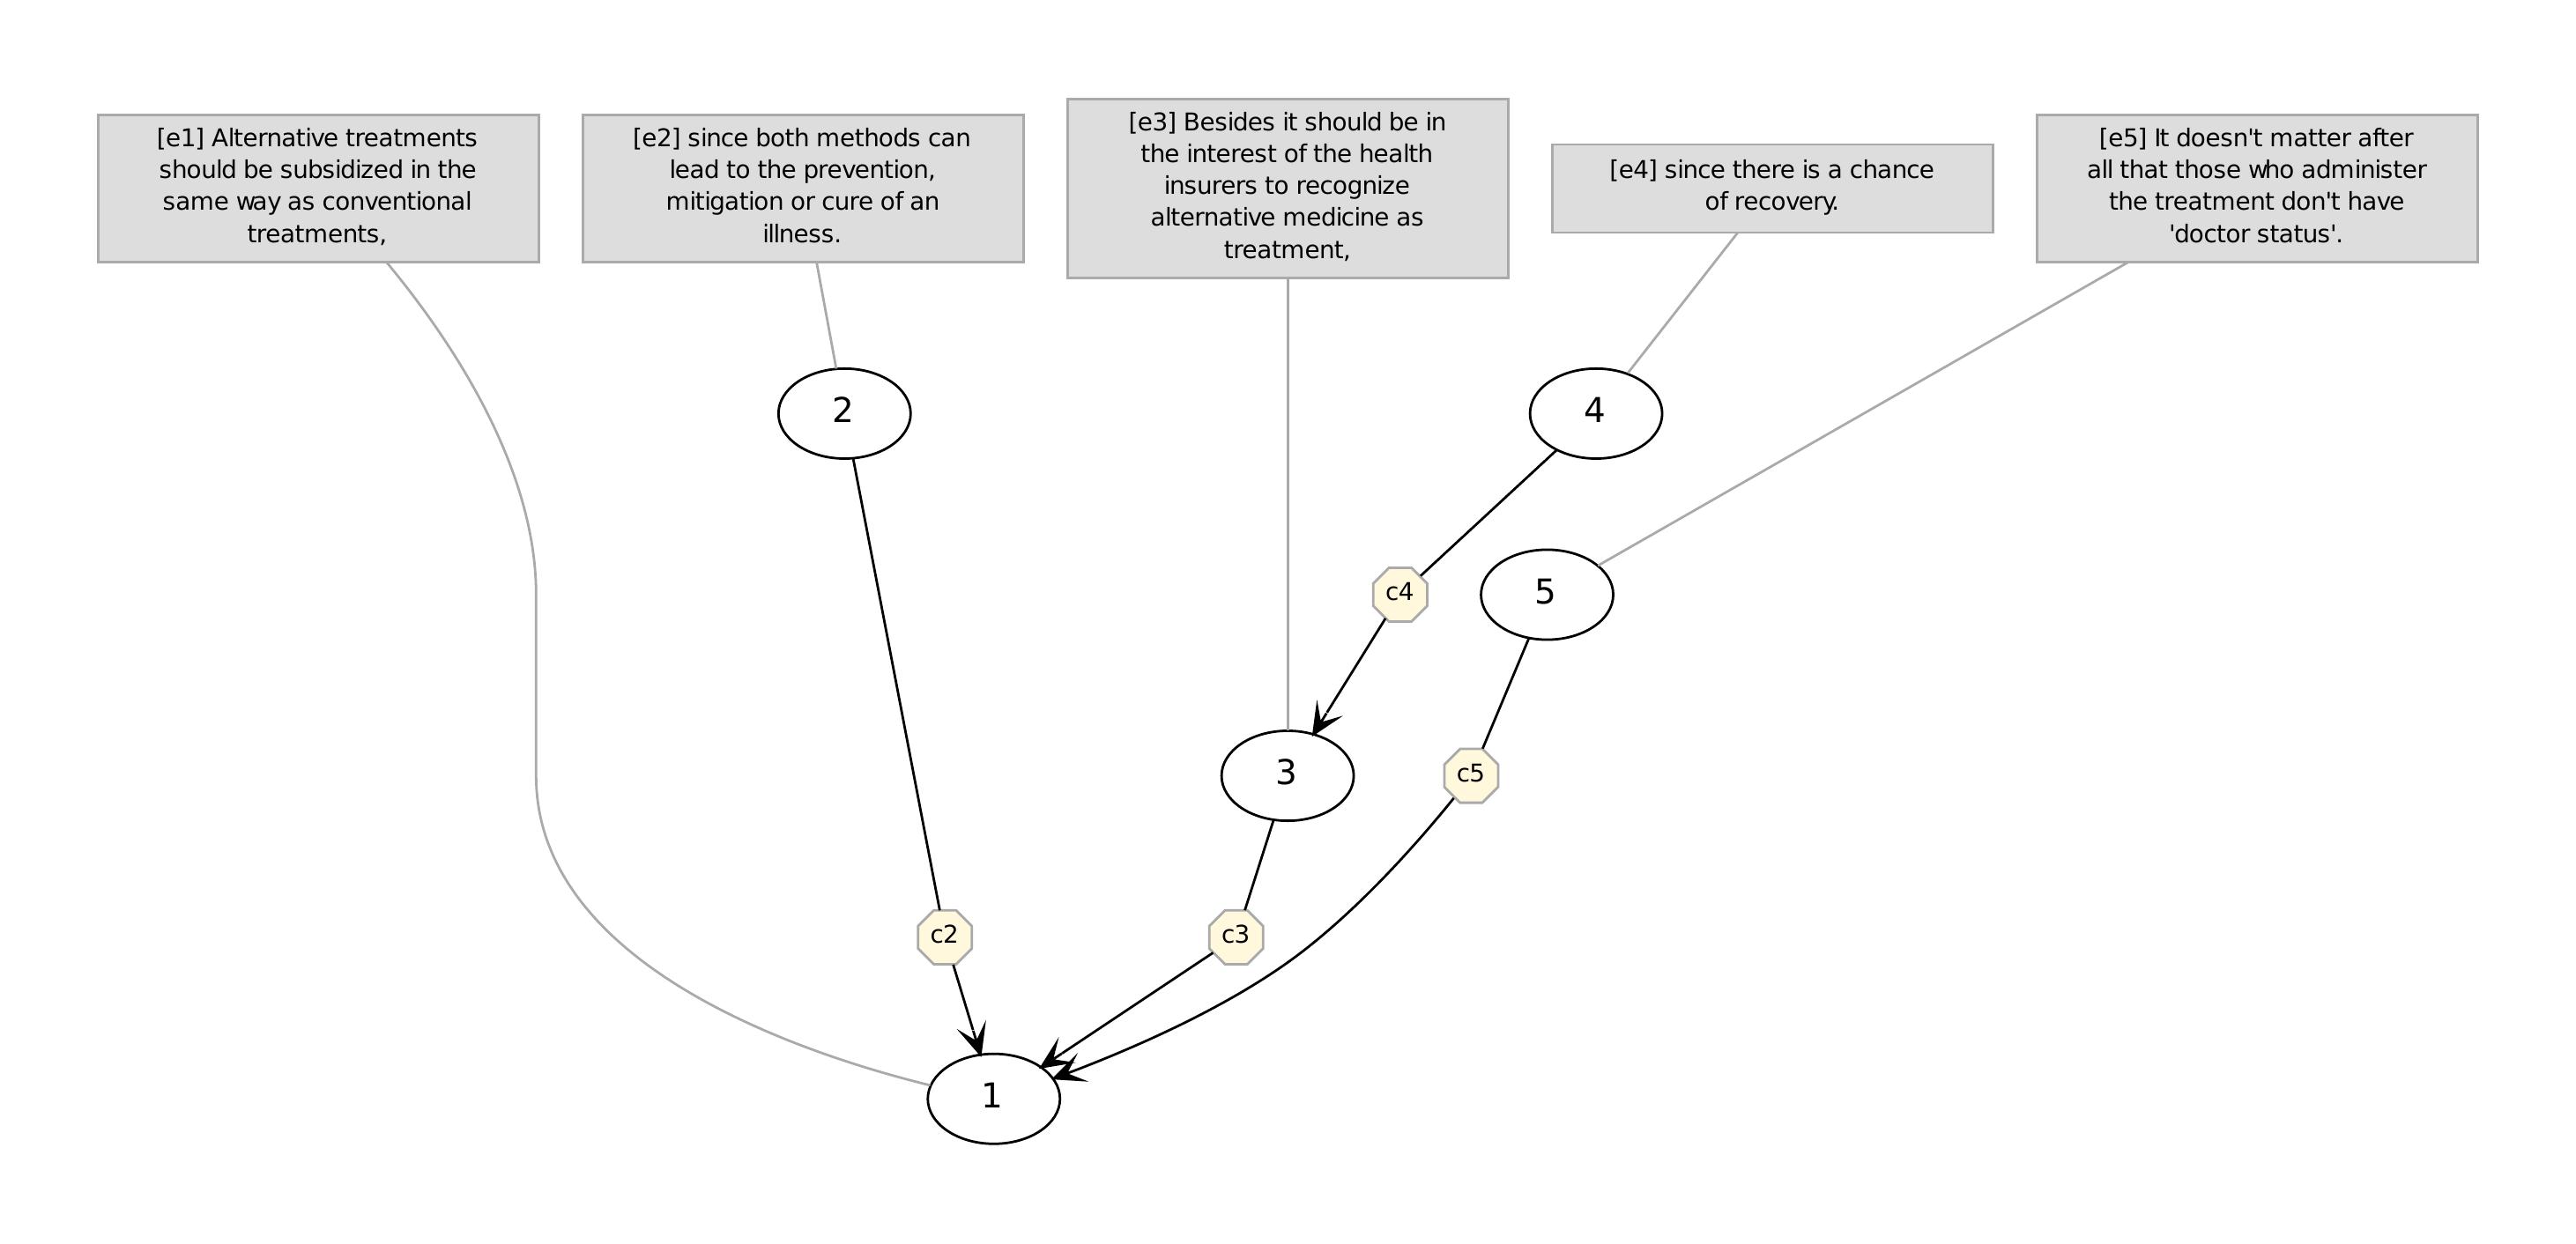 [e1] Alternative treatments
should be subsidized in the
same way as conventional
treatments,
[e2] since both methods can
lead to the prevention,
mitigation or cure of an
illness.
[e3] Besides it should be in
the interest of the health
insurers to recognize
alternative medicine as
treatment,
[e4] since there is a chance
of recovery.
[e5] It doesn't matter after
all that those who administer
the treatment don't have
'doctor status'.
2
4
c4
5
3
c5
c2
c3
1